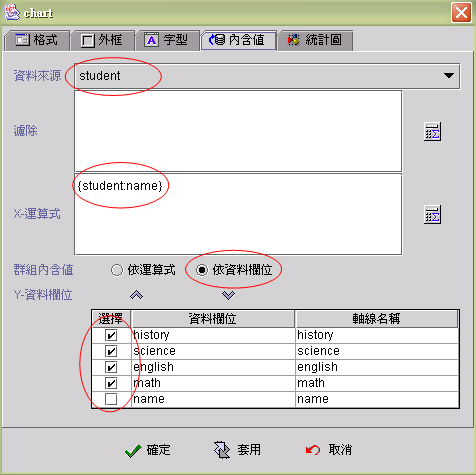 chart
格式 外框 字型 內含值 統計圖
資料來源 student
濾除
{student:name}
X-運算式
群組內含值 依運算式 依資料欄位
Y-資料欄位
選擇 資料欄位 軸線名稱
history history
science science
english english
math math
name name
確定 套用 取消